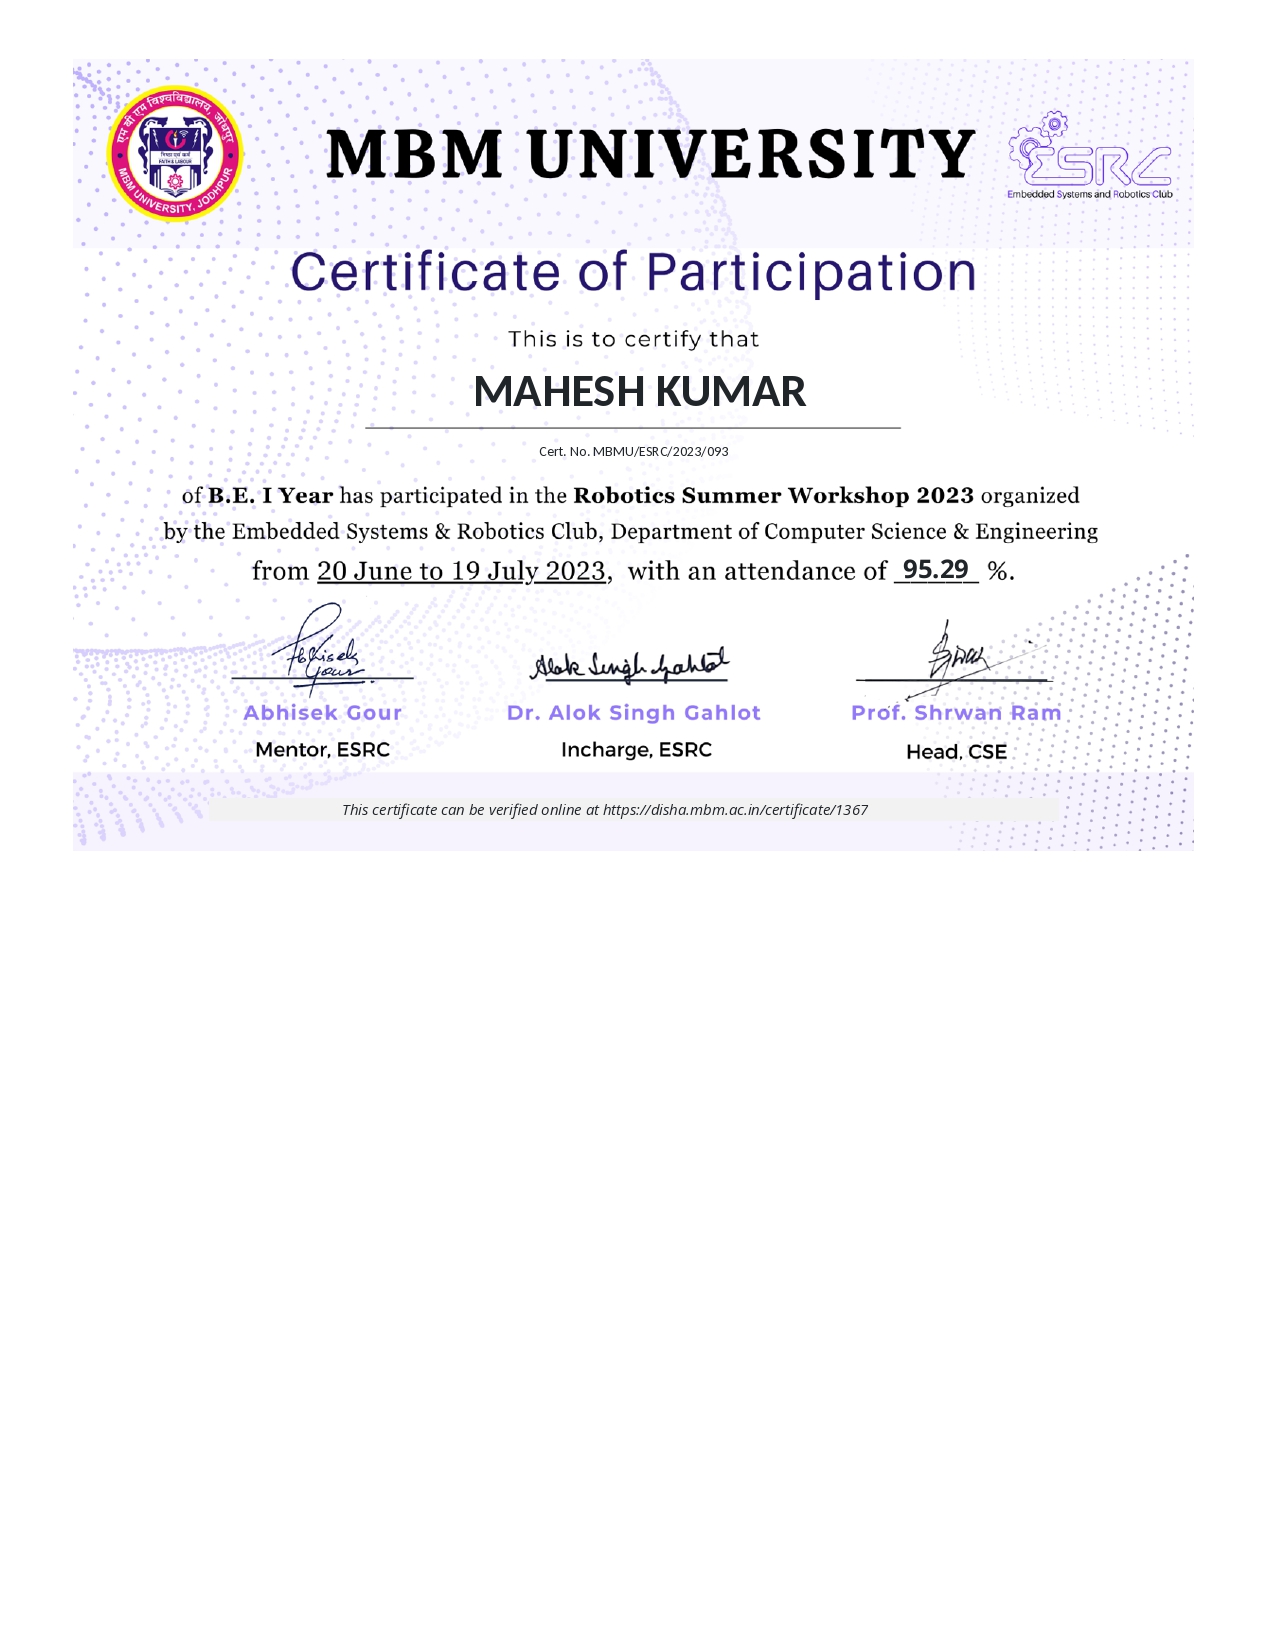 एम बी एम विश्वविद्यालय, जोधपुर
FAITH & LABOUR
MBM UNIVERSITY, JODHPUR
MBM UNIVERSITY
ESRC
Embedded Systems and Robotics Club
Certificate of Participation
This is to certify that
MAHESH KUMAR
Cert. No. MBMU/ESRC/2023/093
of B.E. I Year has participated in the Robotics Summer Workshop 2023 organized
by the Embedded Systems & Robotics Club, Department of Computer Science & Engineering
from 20 June to 19 July 2023, with an attendance of 95.29 %.
Abhisek Gour
Alok Singh Gahlot
Abhisek Gour Dr. Alok Singh Gahlot Prof. Shrwan Ram
Mentor, ESRC Incharge, ESRC Head, CSE
This certificate can be verified online at https://disha.mbm.ac.in/certificate/1367